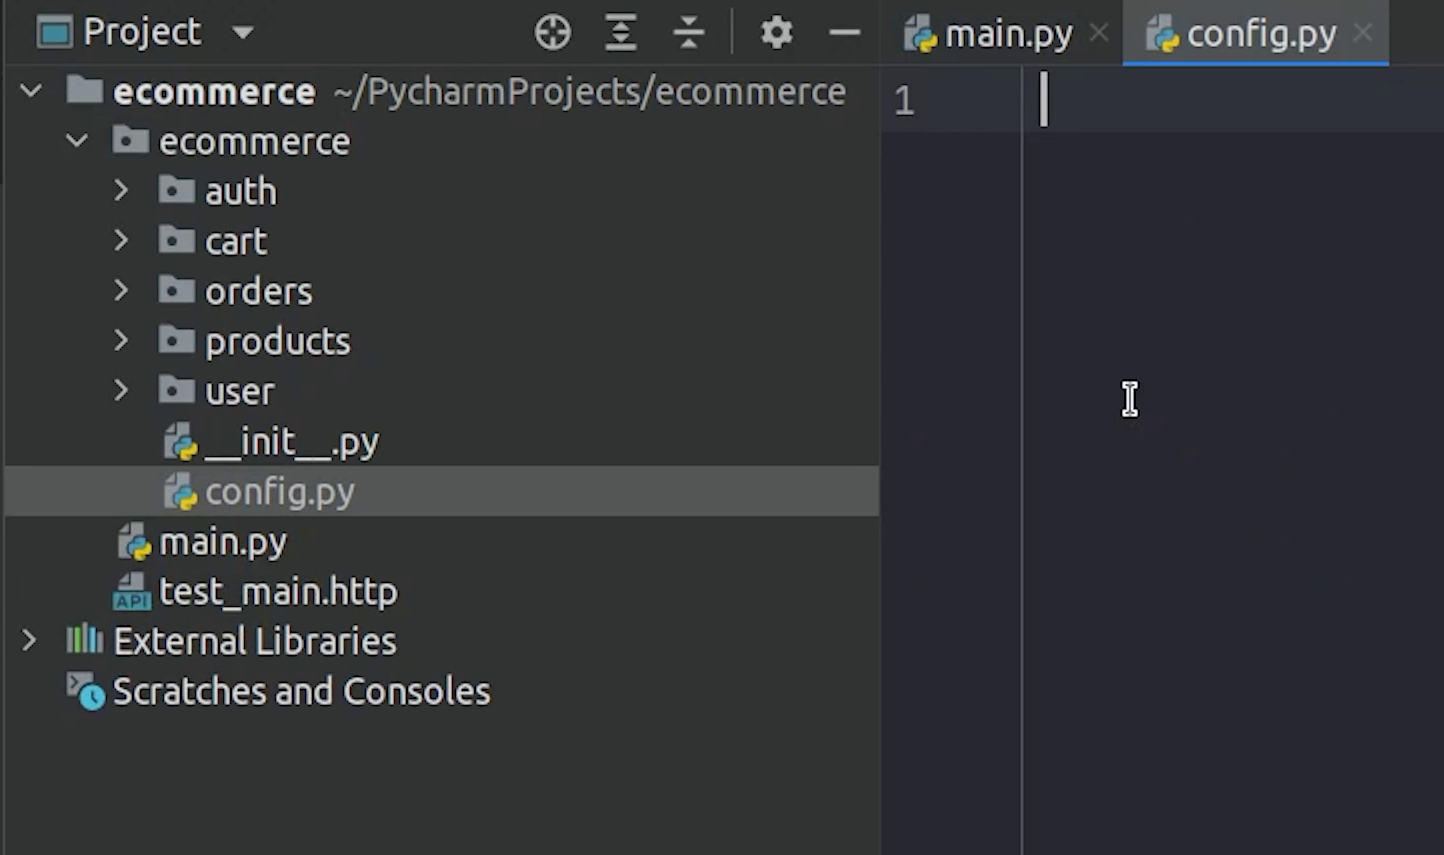 Project
main.py
config.py
ecommerce ~/PycharmProjects/ecommerce
1
ecommerce
auth
cart
orders
products
user
__init__.py
config.py
main.py
API test_main.http
External Libraries
Scratches and Consoles